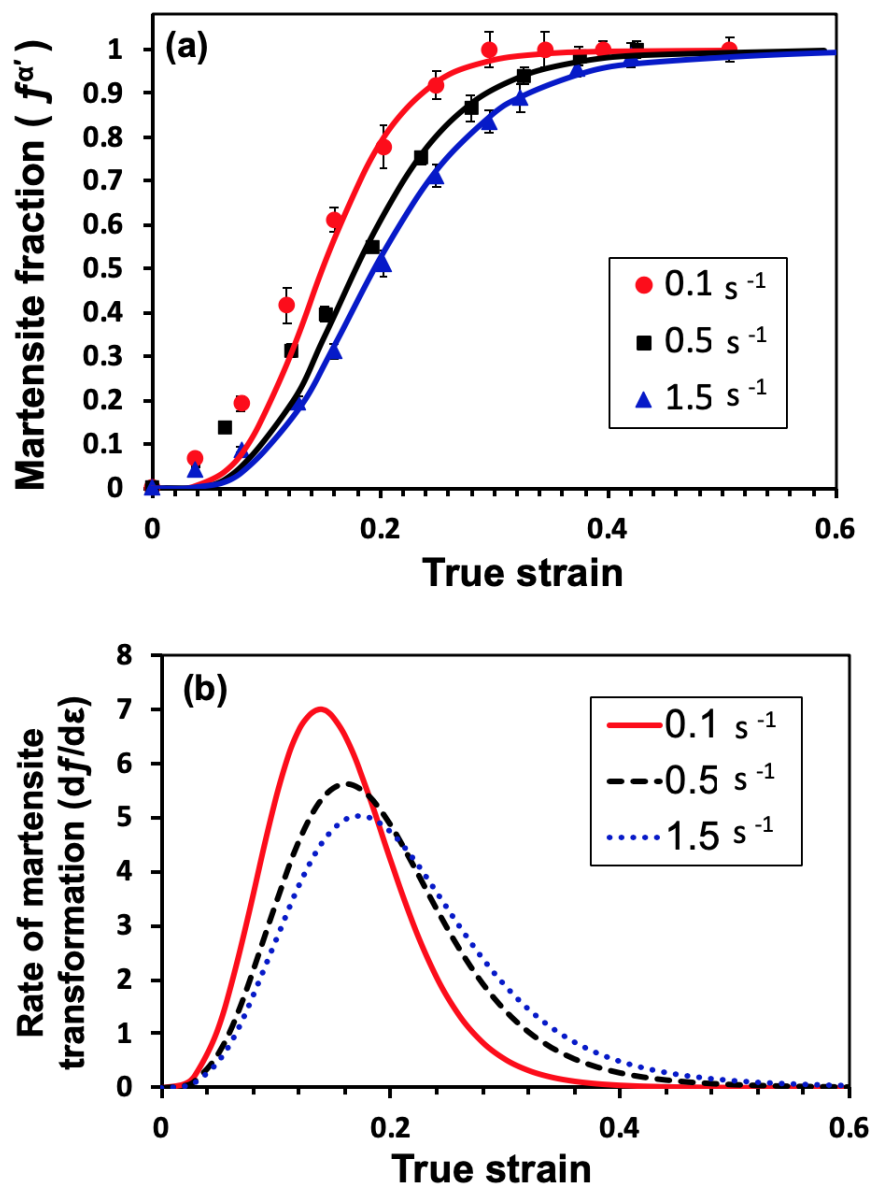 (a)
Martensite fraction ( f^α′ )
1
0.9
0.8
0.7
0.6
0.5
0.4
0.3
0.2
0.1
0
0.1 s⁻¹
0.5 s⁻¹
1.5 s⁻¹
0 0.2 0.4 0.6
True strain
(b)
Rate of martensite
transformation (df/dε)
8
7
6
5
4
3
2
1
0
0.1 s⁻¹
0.5 s⁻¹
1.5 s⁻¹
0 0.2 0.4 0.6
True strain